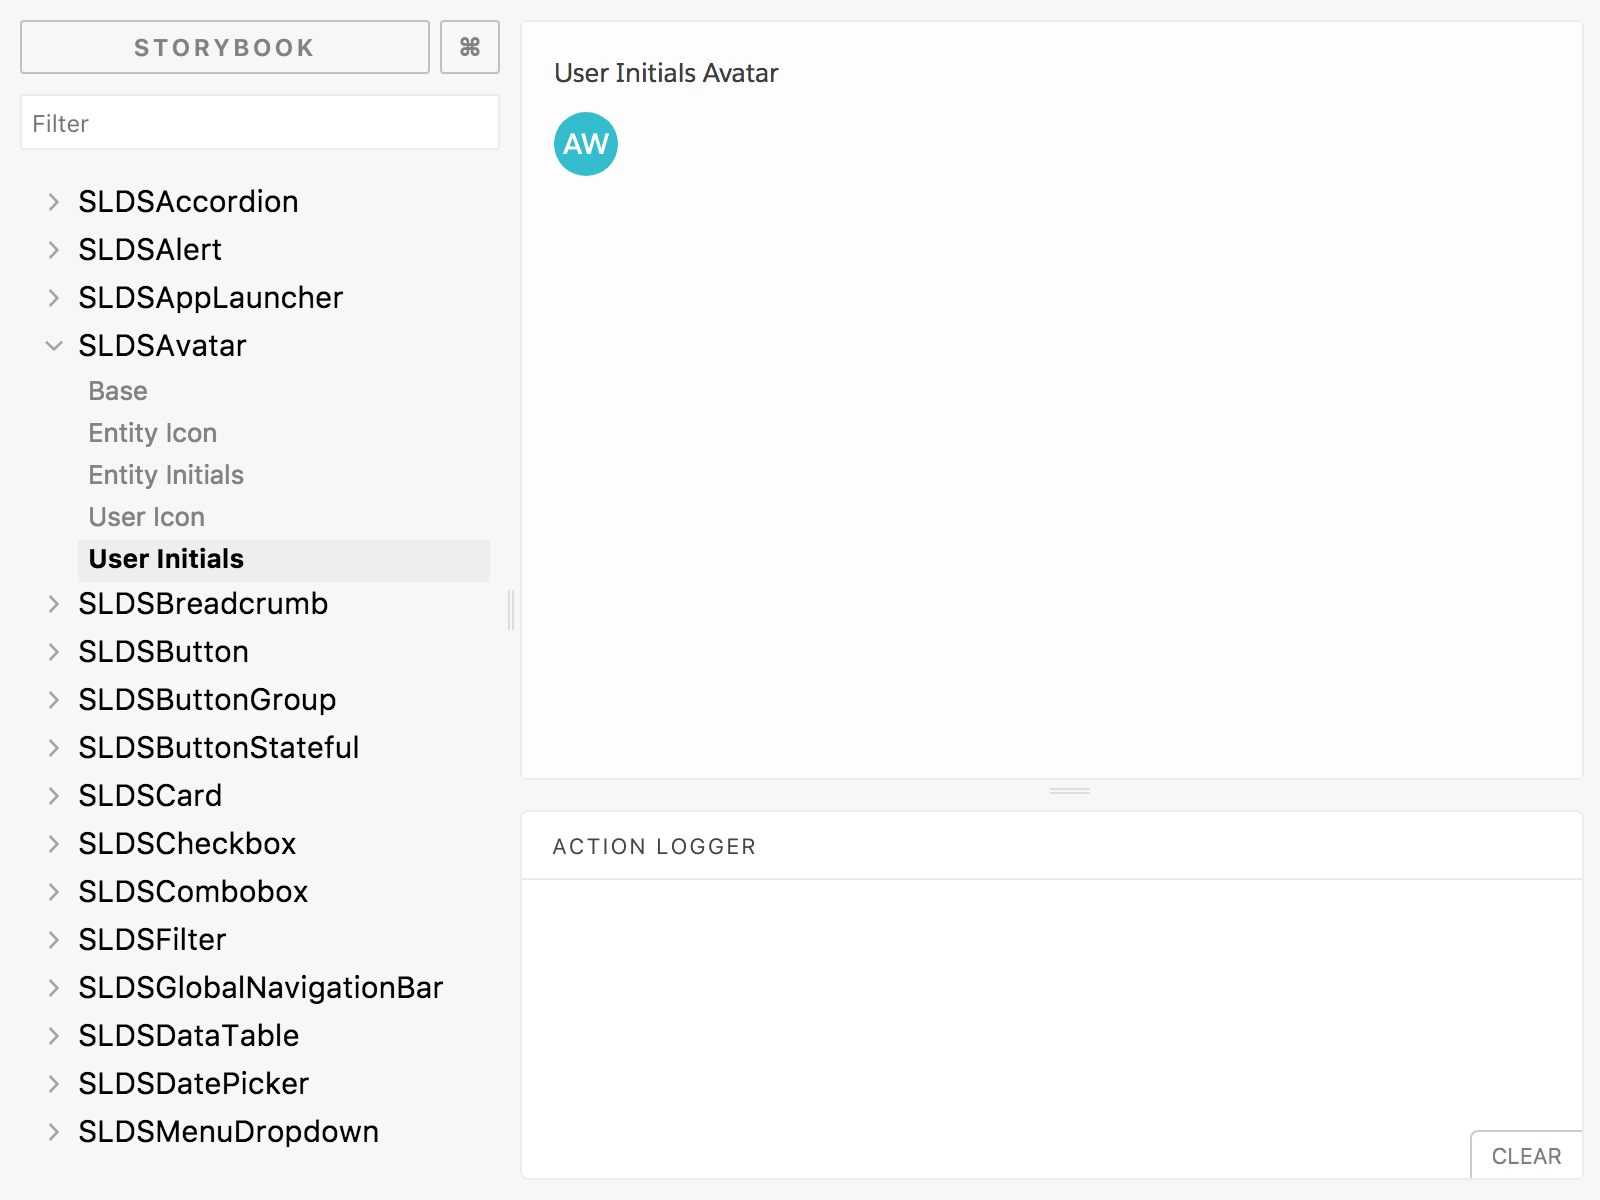 STORYBOOK
⌘
Filter
SLDSAccordion
SLDSAlert
SLDSAppLauncher
SLDSAvatar
Base
Entity Icon
Entity Initials
User Icon
User Initials
SLDSBreadcrumb
SLDSButton
SLDSButtonGroup
SLDSButtonStateful
SLDSCard
SLDSCheckbox
SLDSCombobox
SLDSFilter
SLDSGlobalNavigationBar
SLDSDataTable
SLDSDatePicker
SLDSMenuDropdown
User Initials Avatar
AW
ACTION LOGGER
CLEAR